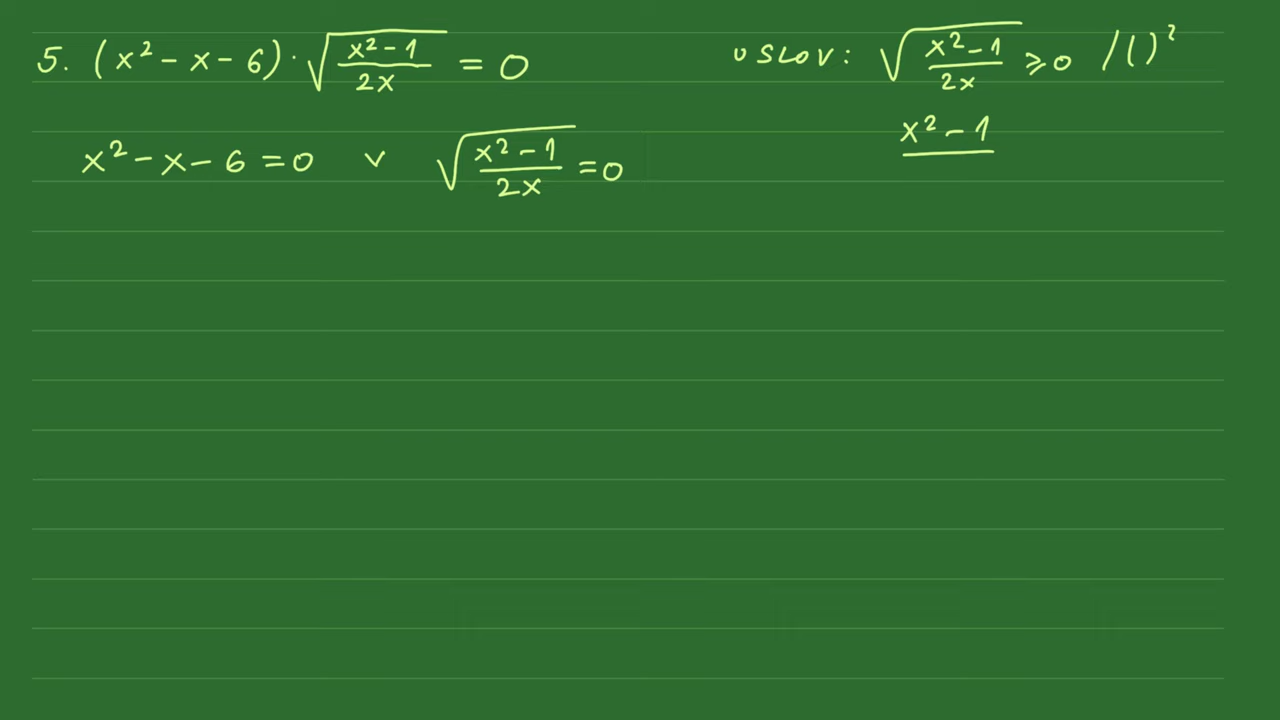 5. (x² - x - 6) · √((x² - 1)/(2x)) = 0
USLOV: √((x² - 1)/(2x)) ⩾ 0 /( )²
x² - 1
x² - x - 6 = 0 ∨ √((x² - 1)/(2x)) = 0